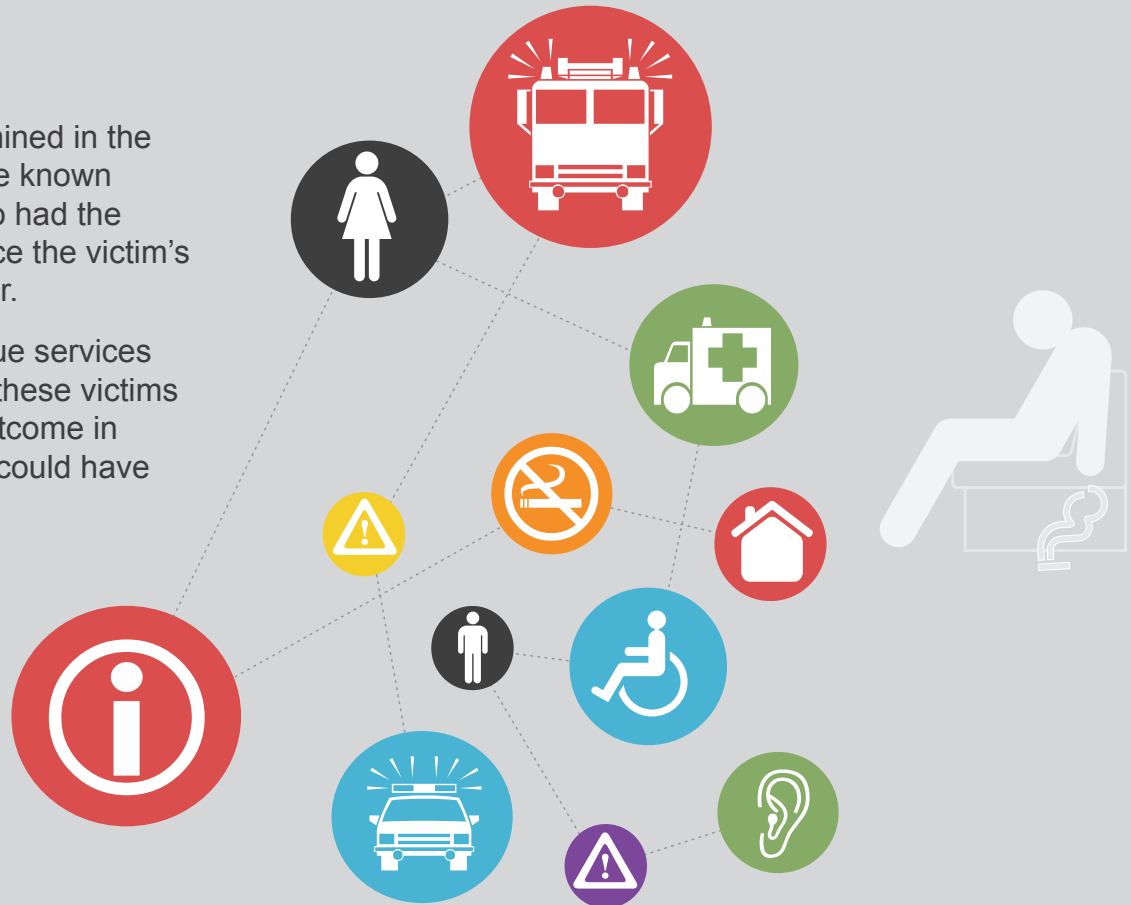 ined in the
e known
o had the
ce the victim's
r.
ue services
these victims
tcome in
could have